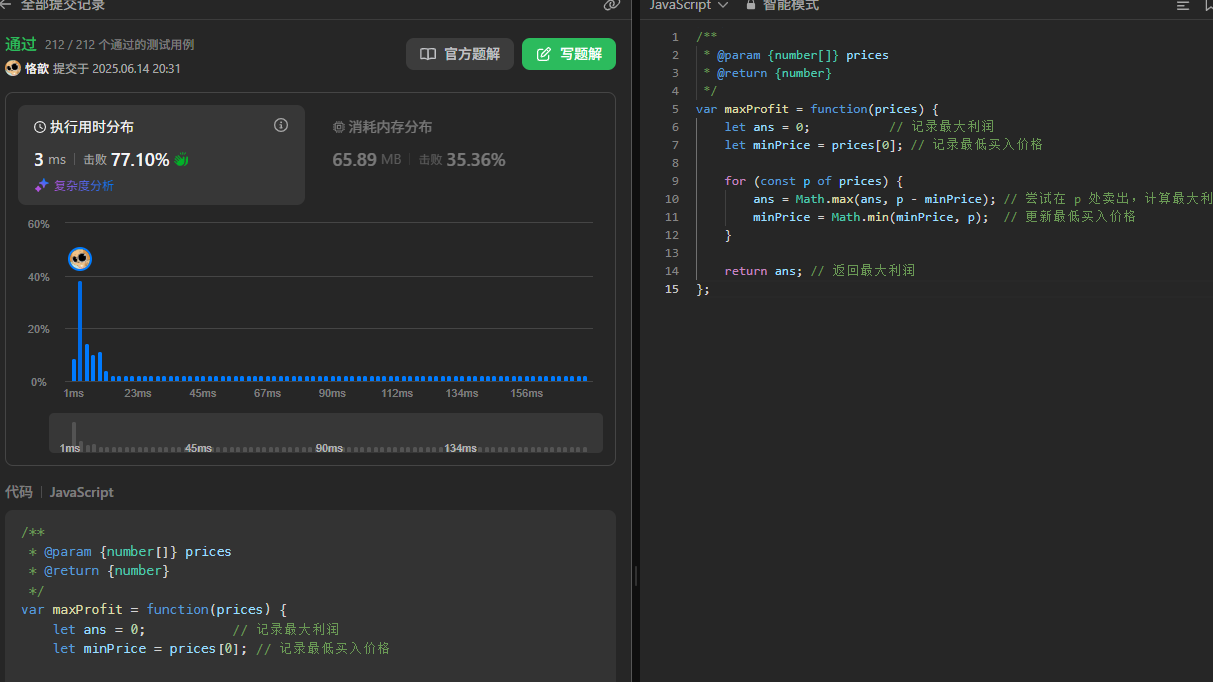 全部提交记录
通过 212 / 212 个通过的测试用例
恪歆 提交于 2025.06.14 20:31
官方题解
写题解
执行用时分布
3 ms 击败 77.10%
复杂度分析
消耗内存分布
65.89 MB 击败 35.36%
60%
40%
20%
0%
1ms 23ms 45ms 67ms 90ms 112ms 134ms 156ms
1ms 45ms 90ms 134ms
代码 JavaScript
/**
 * @param {number[]} prices
 * @return {number}
 */
var maxProfit = function(prices) {
    let ans = 0;           // 记录最大利润
    let minPrice = prices[0]; // 记录最低买入价格
JavaScript 智能模式
1 /**
2  * @param {number[]} prices
3  * @return {number}
4  */
5 var maxProfit = function(prices) {
6     let ans = 0;           // 记录最大利润
7     let minPrice = prices[0]; // 记录最低买入价格
8
9     for (const p of prices) {
10         ans = Math.max(ans, p - minPrice); // 尝试在 p 处卖出，计算最大利
11         minPrice = Math.min(minPrice, p);  // 更新最低买入价格
12     }
13
14     return ans; // 返回最大利润
15 };